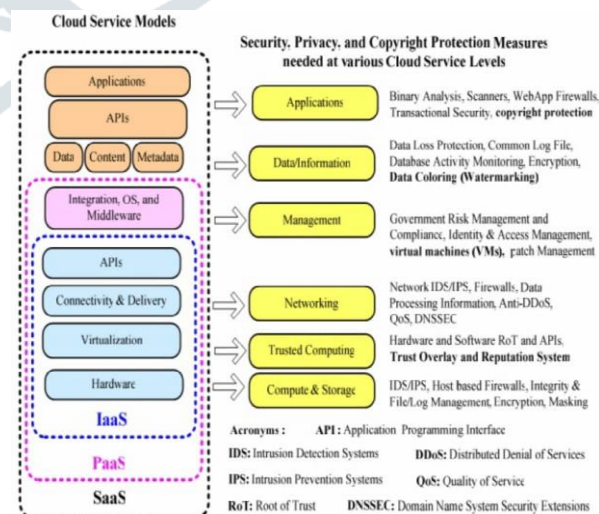 Cloud Service Models
Security, Privacy, and Copyright Protection Measures
needed at various Cloud Service Levels
Applications
APIs
Data
Content
Metadata
Integration, OS, and
Middleware
APIs
Connectivity & Delivery
Virtualization
Hardware
IaaS
PaaS
SaaS
Applications
Binary Analysis, Scanners, WebApp Firewalls,
Transactional Security, copyright protection
Data/Information
Data Loss Protection, Common Log File,
Database Activity Monitoring, Encryption,
Data Coloring (Watermarking)
Management
Government Risk Management and
Compliance, Identity & Access Management,
virtual machines (VMs), patch Management
Networking
Network IDS/IPS, Firewalls, Data
Processing Information, Anti-DDoS,
QoS, DNSSEC
Trusted Computing
Hardware and Software RoT and APIs,
Trust Overlay and Reputation System
Compute & Storage
IDS/IPS, Host based Firewalls, Integrity &
File/Log Management, Encryption, Masking
Acronyms : API : Application Programming Interface
IDS: Intrusion Detection Systems DDoS: Distributed Denial of Services
IPS: Intrusion Prevention Systems QoS: Quality of Service
RoT: Root of Trust DNSSEC: Domain Name System Security Extensions